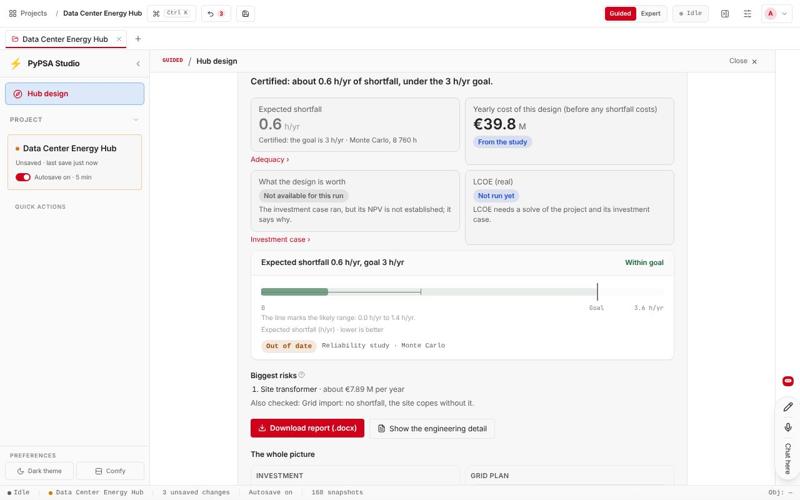 Projects / Data Center Energy Hub Ctrl K 3 Guided Expert Idle A
Data Center Energy Hub × +
PyPSA Studio
GUIDED / Hub design Close ×
Hub design
PROJECT
Data Center Energy Hub
Unsaved · last save just now
Autosave on · 5 min
QUICK ACTIONS
Certified: about 0.6 h/yr of shortfall, under the 3 h/yr goal.
Expected shortfall
0.6 h/yr
Certified: the goal is 3 h/yr · Monte Carlo, 8 760 h
Adequacy ›
Yearly cost of this design (before any shortfall costs)
€39.8 M
From the study
What the design is worth
Not available for this run
The investment case ran, but its NPV is not established; it
says why.
Investment case ›
LCOE (real)
Not run yet
LCOE needs a solve of the project and its investment
case.
Expected shortfall 0.6 h/yr, goal 3 h/yr Within goal
0 Goal 3.6 h/yr
The line marks the likely range: 0.0 h/yr to 1.4 h/yr.
Expected shortfall (h/yr) · lower is better
Out of date Reliability study · Monte Carlo
Biggest risks
1. Site transformer · about €7.89 M per year
Also checked: Grid import: no shortfall, the site copes without it.
Download report (.docx) Show the engineering detail
The whole picture
INVESTMENT GRID PLAN
Chat here
PREFERENCES
Dark theme Comfy
Idle Data Center Energy Hub 3 unsaved changes Autosave on 168 snapshots Obj: —